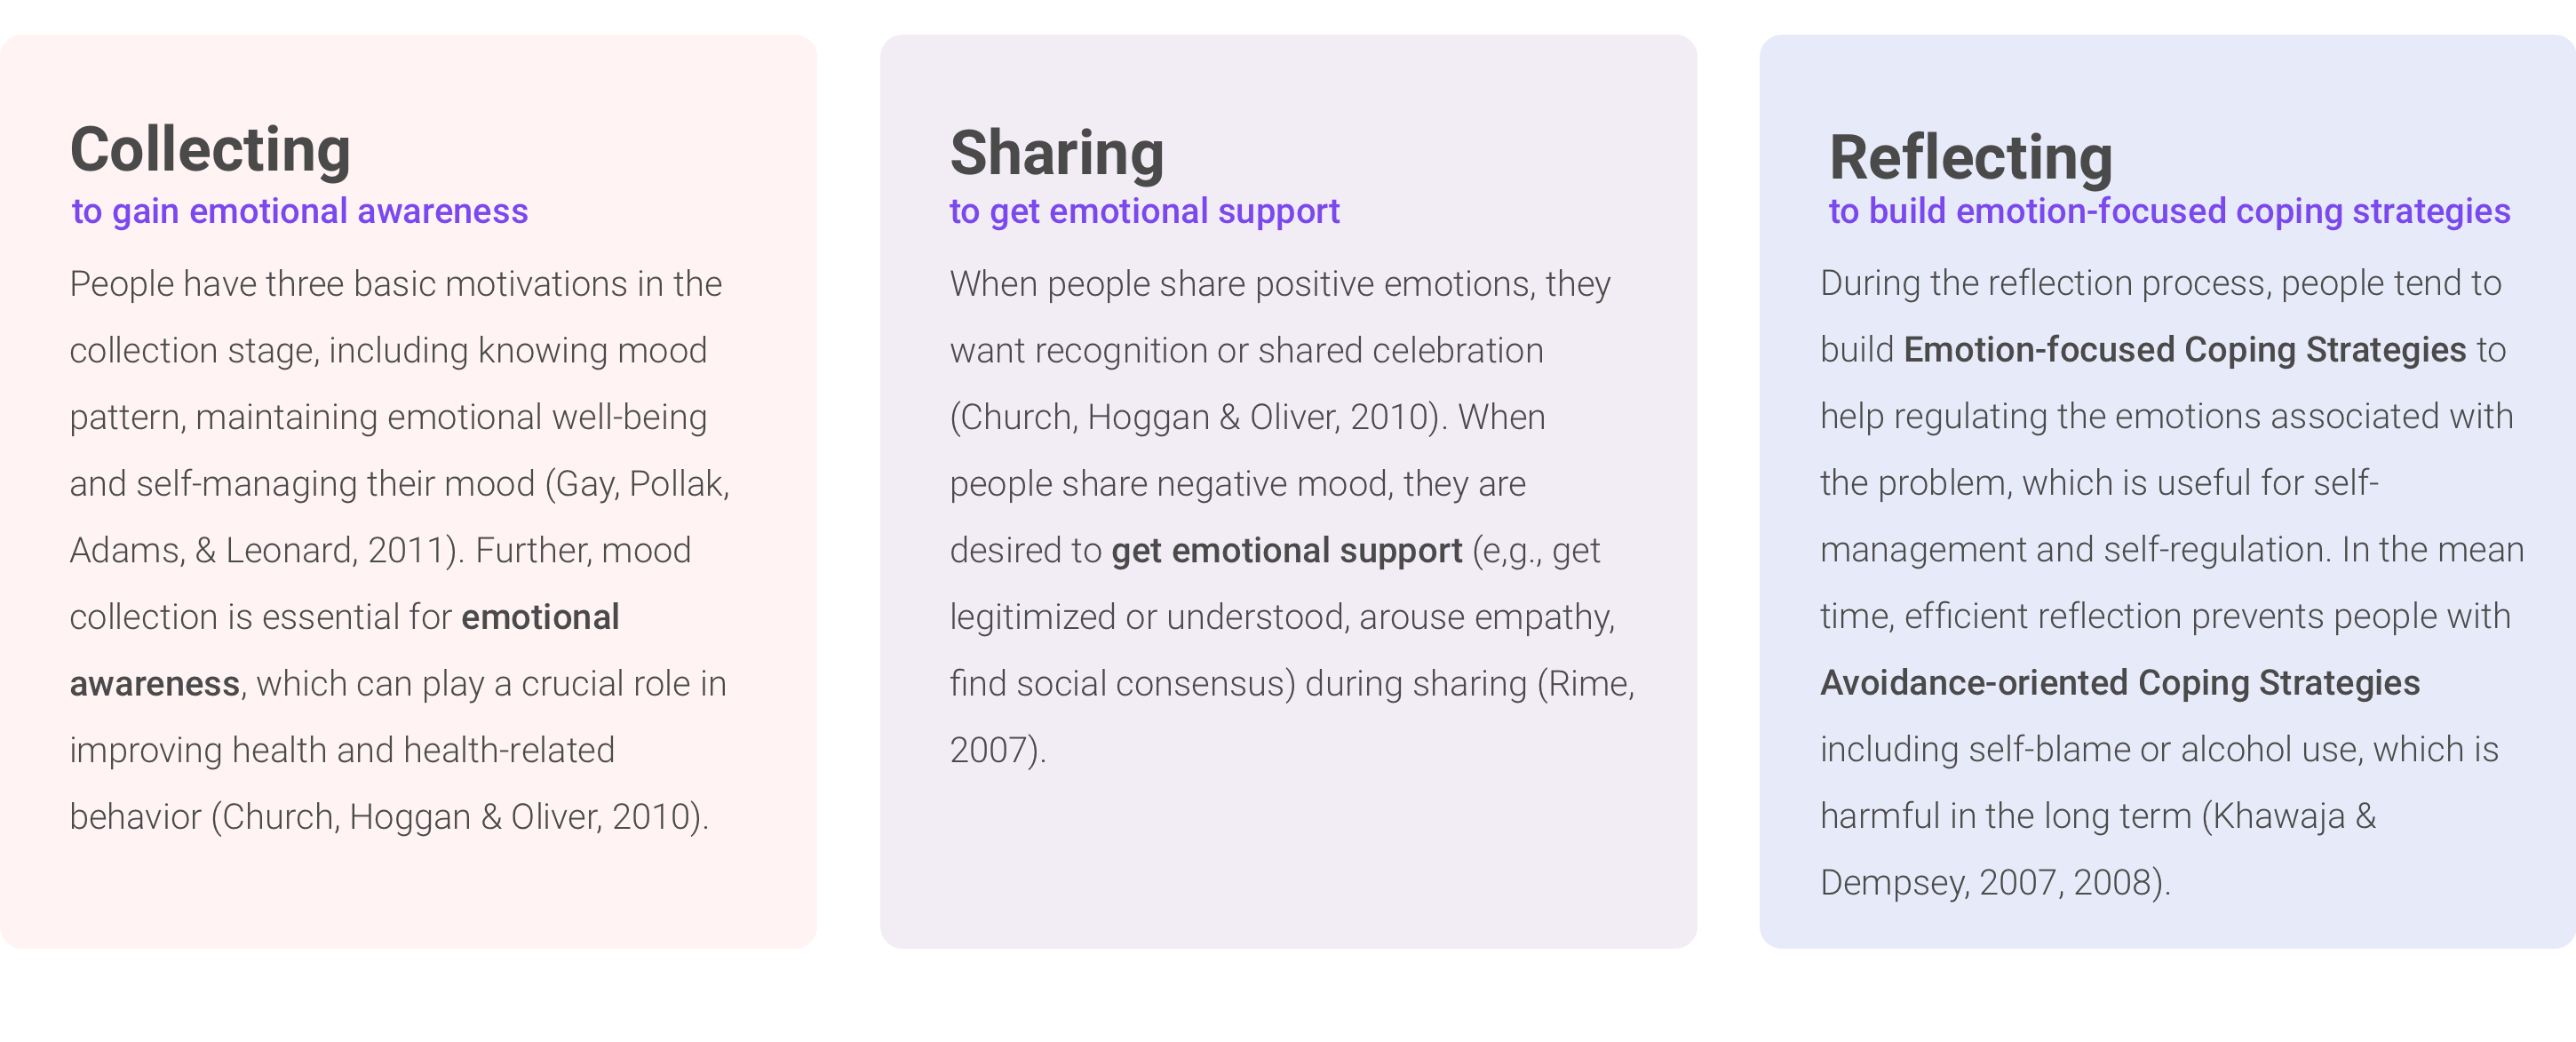 Collecting
to gain emotional awareness
People have three basic motivations in the
collection stage, including knowing mood
pattern, maintaining emotional well-being
and self-managing their mood (Gay, Pollak,
Adams, & Leonard, 2011). Further, mood
collection is essential for emotional
awareness, which can play a crucial role in
improving health and health-related
behavior (Church, Hoggan & Oliver, 2010).
Sharing
to get emotional support
When people share positive emotions, they
want recognition or shared celebration
(Church, Hoggan & Oliver, 2010). When
people share negative mood, they are
desired to get emotional support (e,g., get
legitimized or understood, arouse empathy,
find social consensus) during sharing (Rime,
2007).
Reflecting
to build emotion-focused coping strategies
During the reflection process, people tend to
build Emotion-focused Coping Strategies to
help regulating the emotions associated with
the problem, which is useful for self-
management and self-regulation. In the mean
time, efficient reflection prevents people with
Avoidance-oriented Coping Strategies
including self-blame or alcohol use, which is
harmful in the long term (Khawaja &
Dempsey, 2007, 2008).